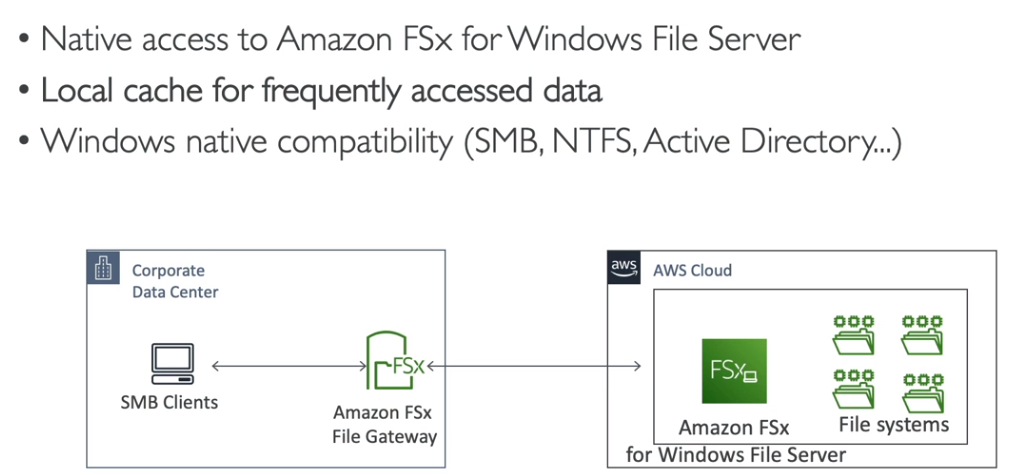 • Native access to Amazon FSx for Windows File Server
• Local cache for frequently accessed data
• Windows native compatibility (SMB, NTFS, Active Directory...)
Corporate
Data Center
SMB Clients
FSx
Amazon FSx
File Gateway
aws
AWS Cloud
FSx
Amazon FSx
for Windows File Server
File systems